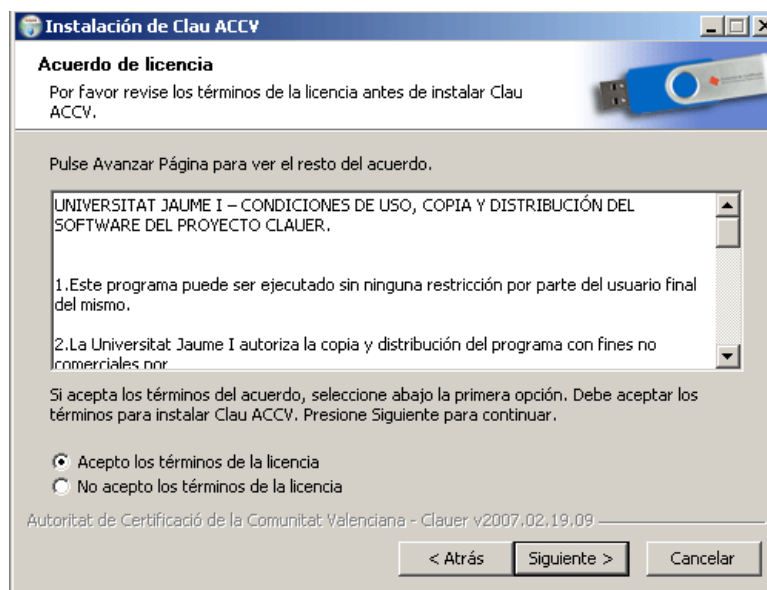 Instalación de Clau ACCV
Acuerdo de licencia
Por favor revise los términos de la licencia antes de instalar Clau
ACCV.
Pulse Avanzar Página para ver el resto del acuerdo.
UNIVERSITAT JAUME I – CONDICIONES DE USO, COPIA Y DISTRIBUCIÓN DEL
SOFTWARE DEL PROYECTO CLAUER.
1.Este programa puede ser ejecutado sin ninguna restricción por parte del usuario final
del mismo.
2.La Universitat Jaume I autoriza la copia y distribución del programa con fines no
comerciales por
Si acepta los términos del acuerdo, seleccione abajo la primera opción. Debe aceptar los
términos para instalar Clau ACCV. Presione Siguiente para continuar.
Acepto los términos de la licencia
No acepto los términos de la licencia
Autoritat de Certificació de la Comunitat Valenciana - Clauer v2007.02.19.09
< Atrás
Siguiente >
Cancelar